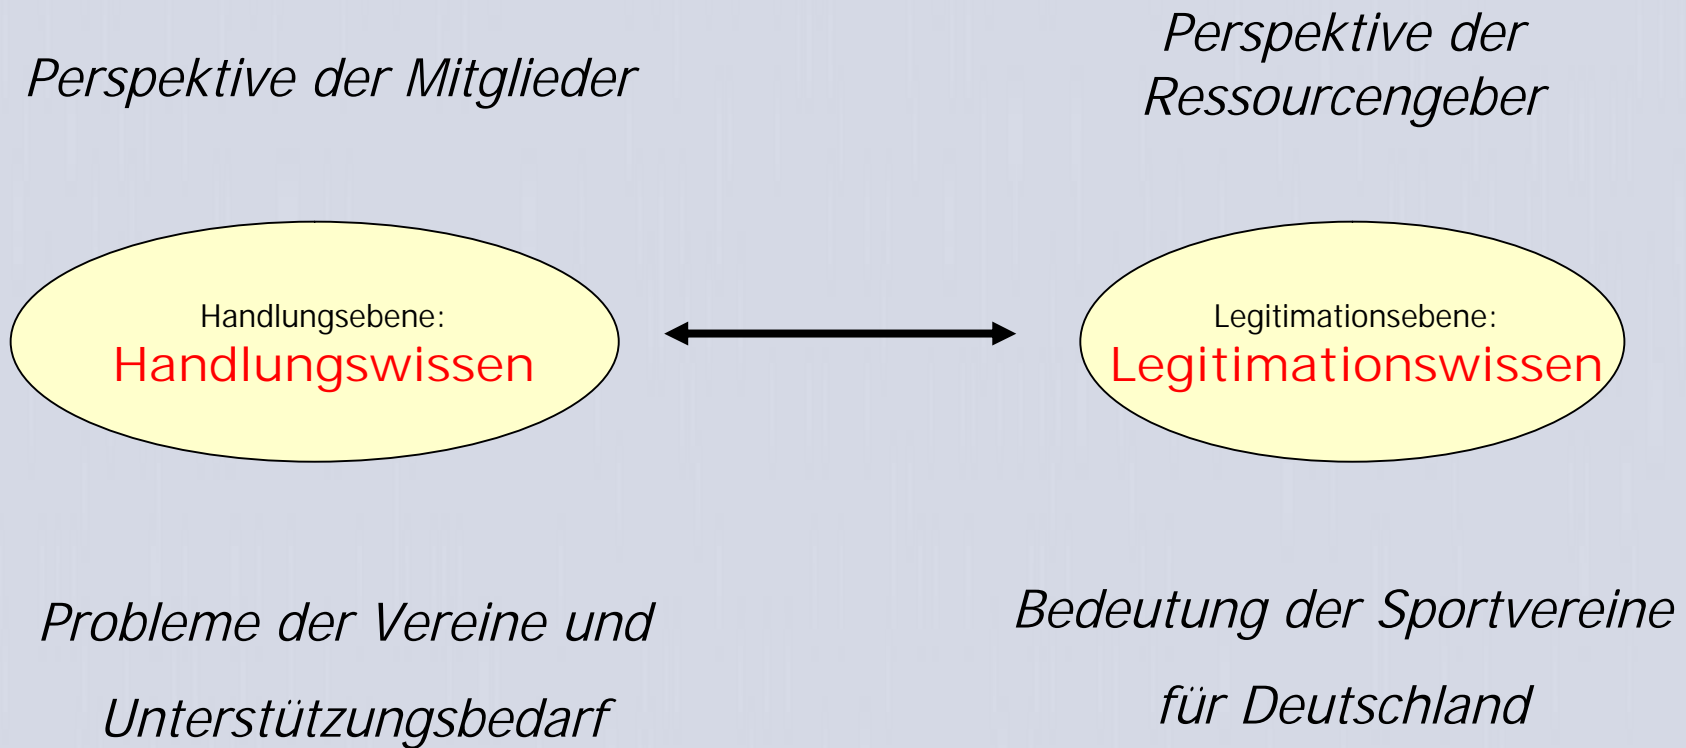 Perspektive der Mitglieder
Perspektive der
Ressourcengeber
Handlungsebene:
Handlungswissen
Legitimationsebene:
Legitimationswissen
Probleme der Vereine und
Unterstützungsbedarf
Bedeutung der Sportvereine
für Deutschland